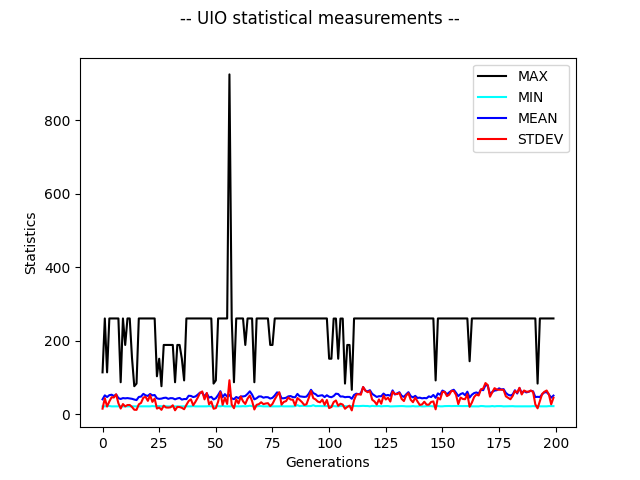 -- UIO statistical measurements --
MAX
MIN
MEAN
STDEV
Statistics
800
600
400
200
0
0 25 50 75 100 125 150 175 200
Generations